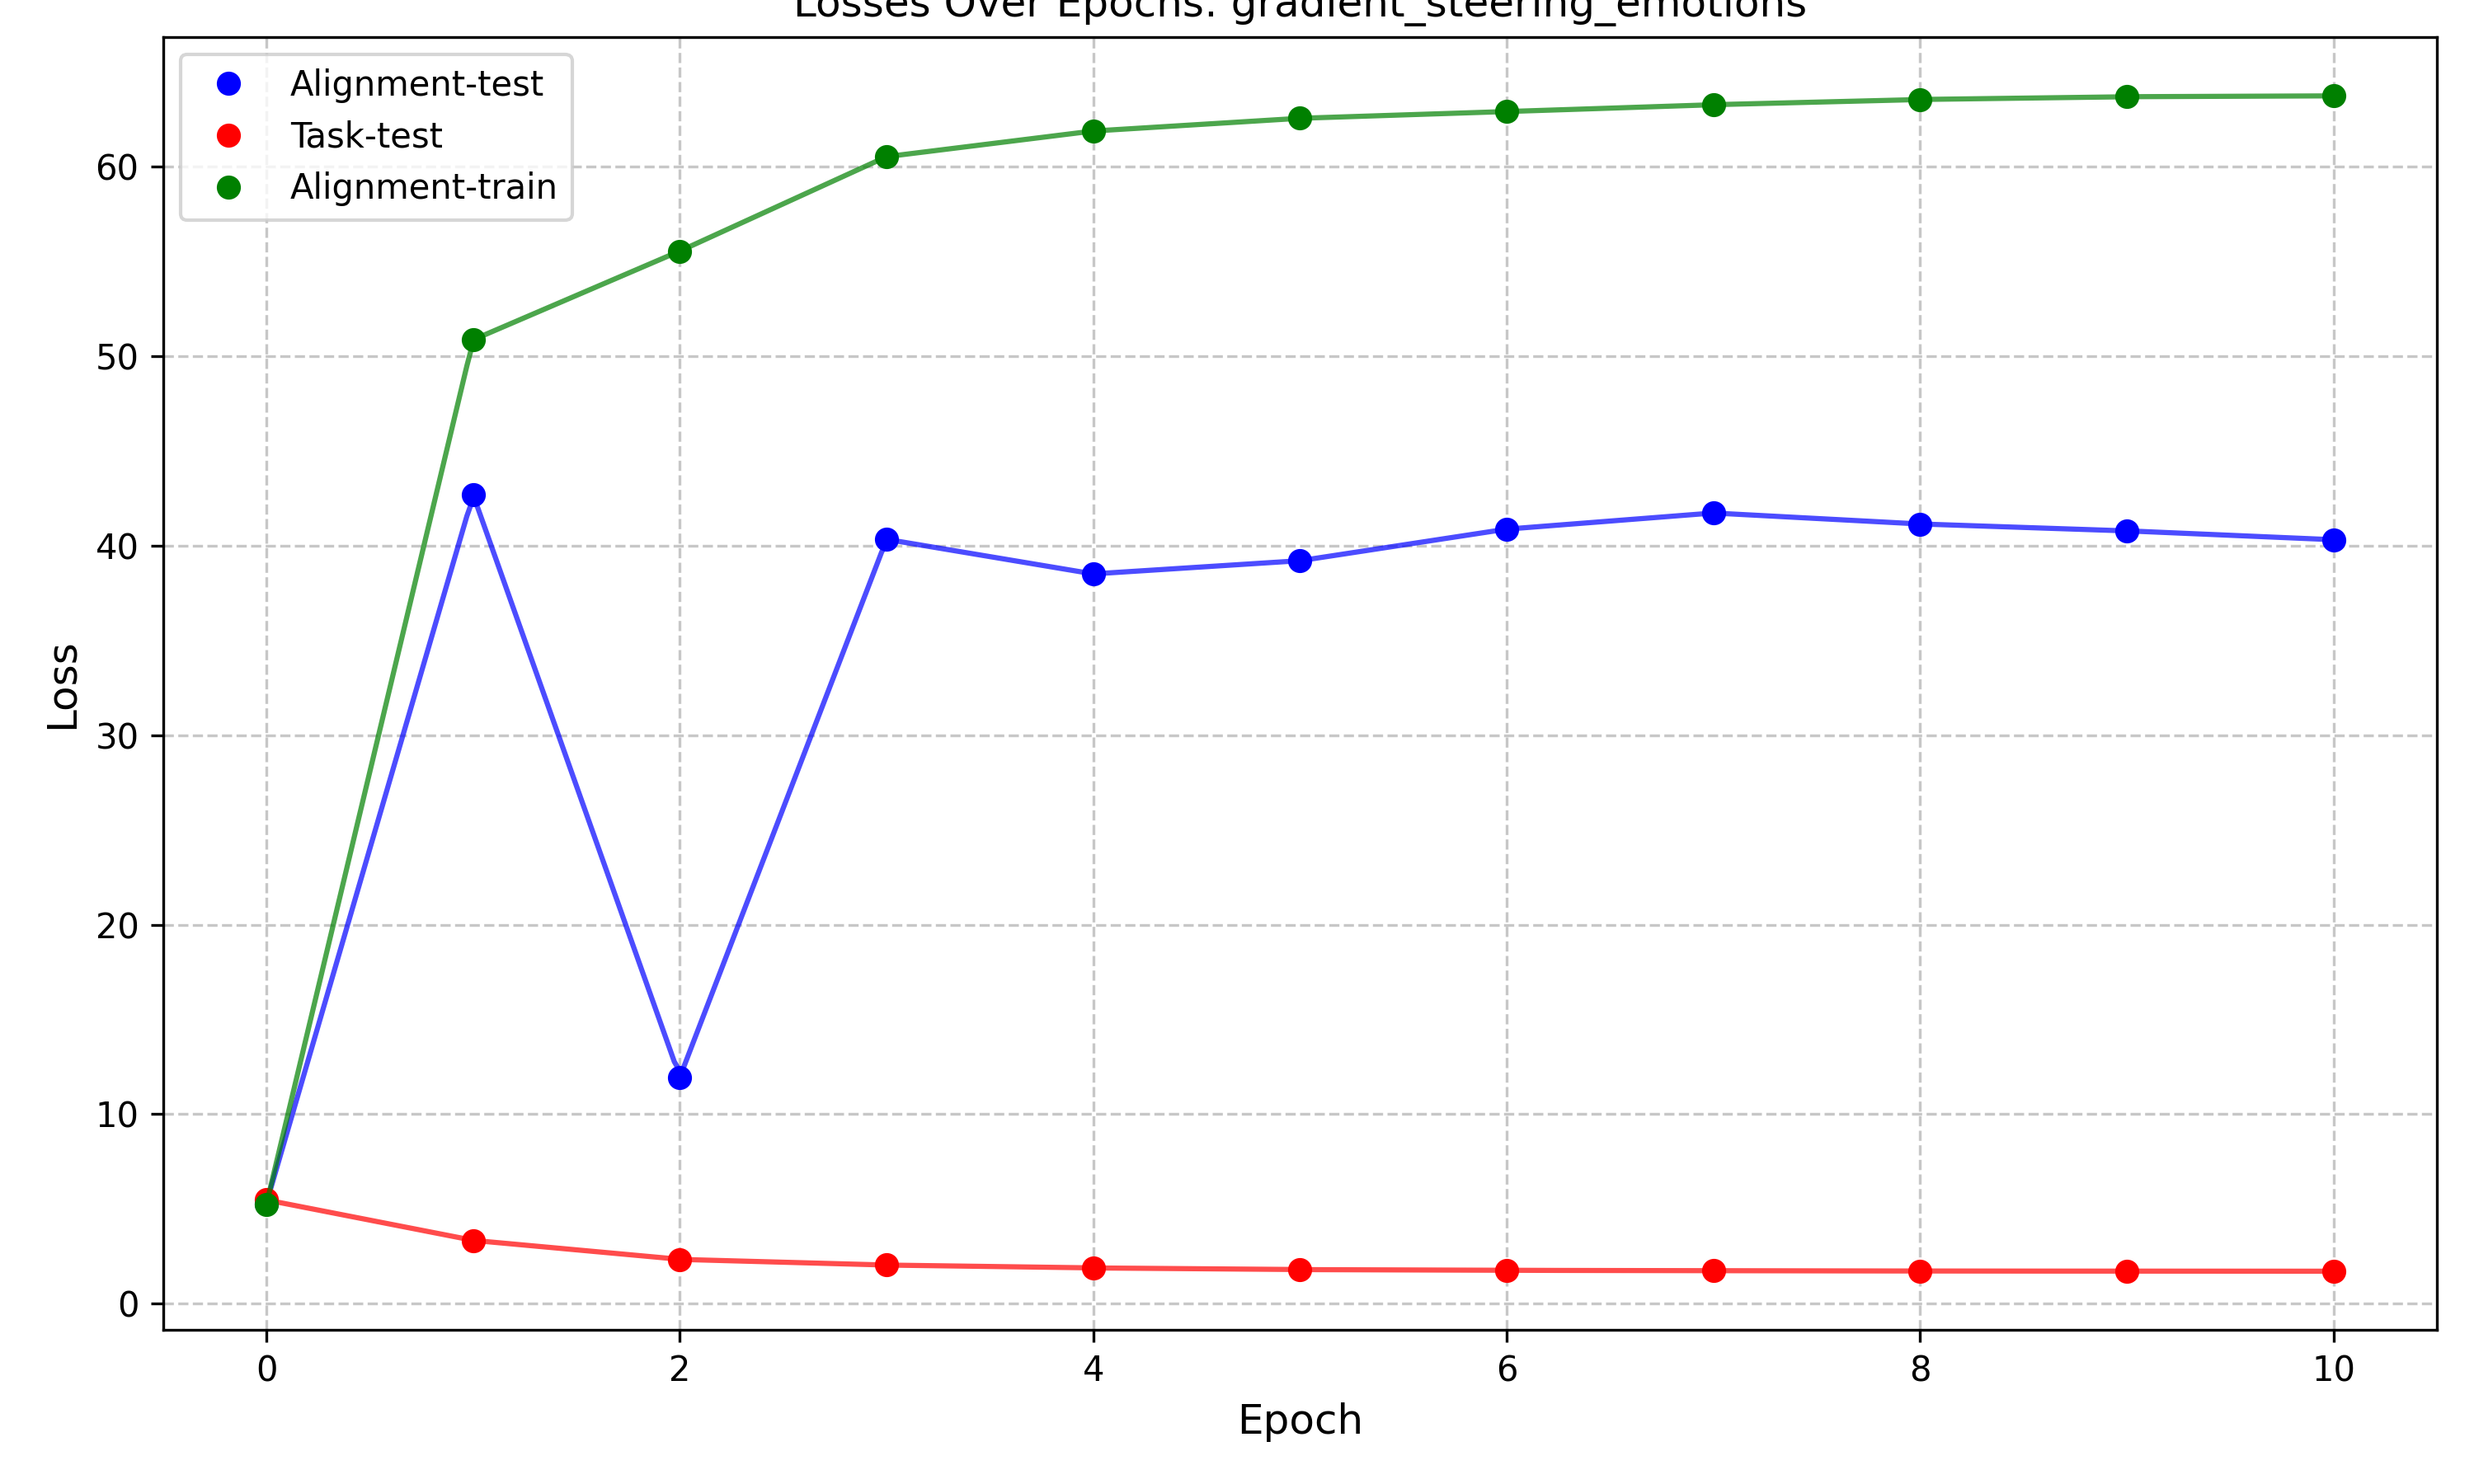 Losses Over Epochs: gradient_steering_emotions
Alignment-test
Task-test
Alignment-train
60
50
40
30
20
10
0
Loss
0 2 4 6 8 10
Epoch